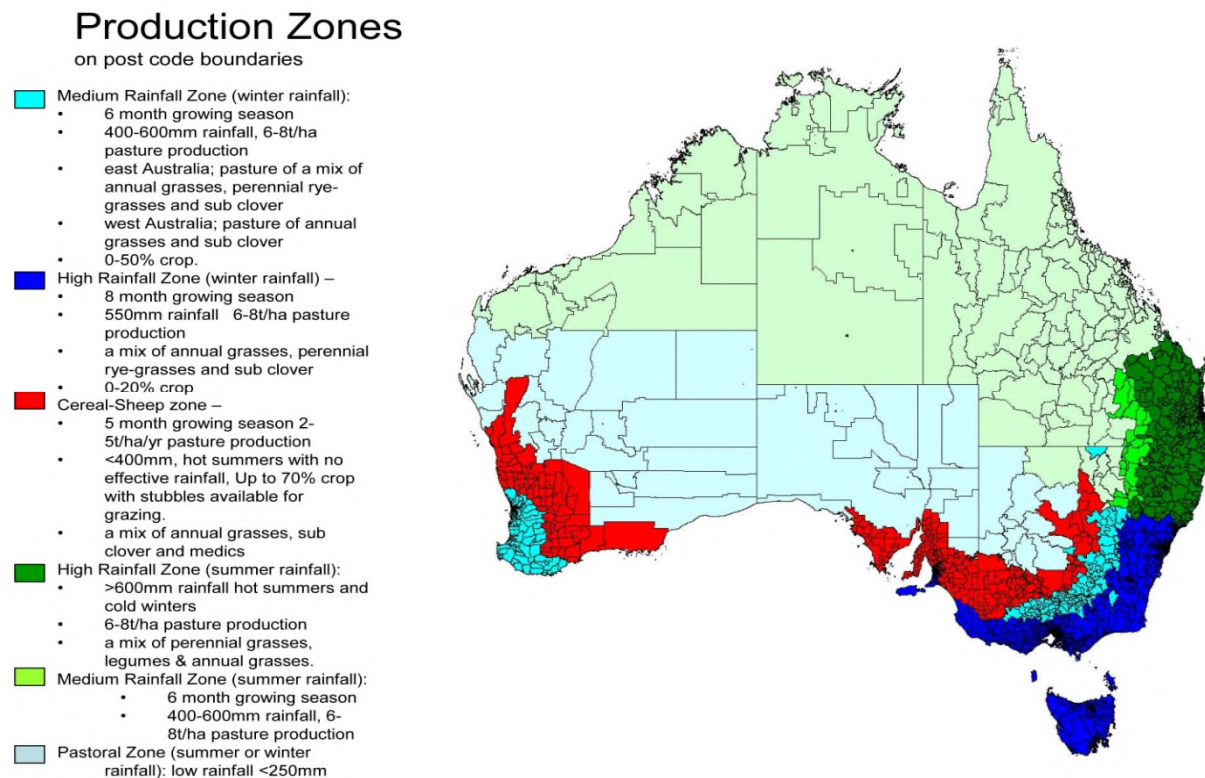 Production Zones
on post code boundaries
Medium Rainfall Zone (winter rainfall):
• 6 month growing season
• 400-600mm rainfall, 6-8t/ha
pasture production
• east Australia; pasture of a mix of
annual grasses, perennial rye-
grasses and sub clover
• west Australia; pasture of annual
grasses and sub clover
• 0-50% crop.
High Rainfall Zone (winter rainfall) –
• 8 month growing season
• 550mm rainfall 6-8t/ha pasture
production
• a mix of annual grasses, perennial
rye-grasses and sub clover
• 0-20% crop
Cereal-Sheep zone –
• 5 month growing season 2-
5t/ha/yr pasture production
• <400mm, hot summers with no
effective rainfall, Up to 70% crop
with stubbles available for
grazing.
• a mix of annual grasses, sub
clover and medics
High Rainfall Zone (summer rainfall):
• >600mm rainfall hot summers and
cold winters
• 6-8t/ha pasture production
• a mix of perennial grasses,
legumes & annual grasses.
Medium Rainfall Zone (summer rainfall):
• 6 month growing season
• 400-600mm rainfall, 6-
8t/ha pasture production
Pastoral Zone (summer or winter
rainfall): low rainfall <250mm